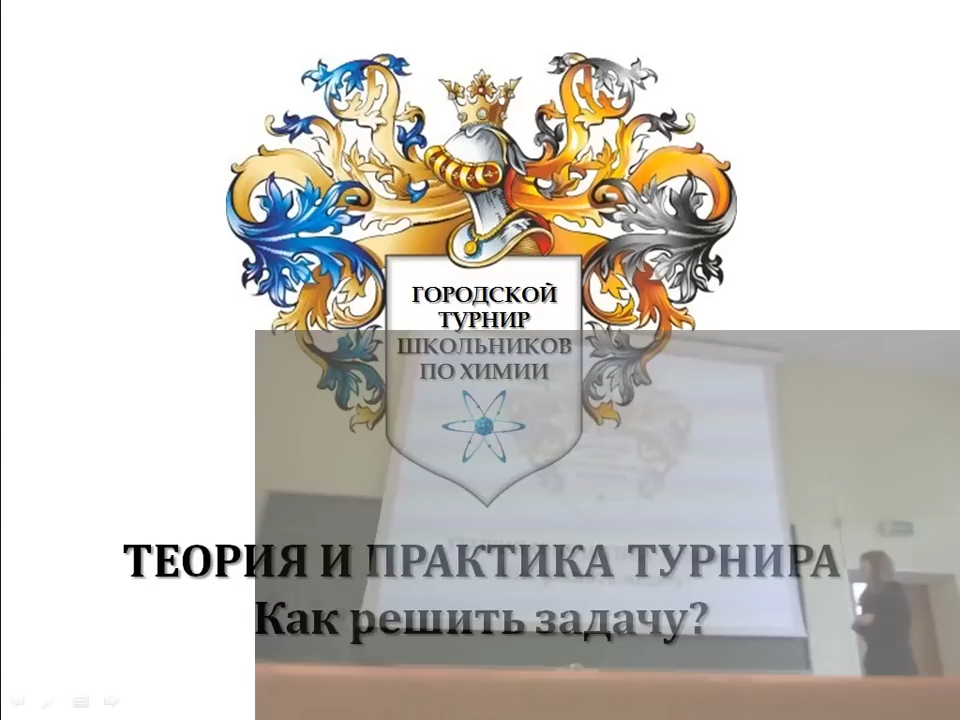 ГОРОДСКОЙ
ТУРНИР
ШКОЛЬНИКОВ
ПО ХИМИИ
ТЕОРИЯ И ПРАКТИКА ТУРНИРА
Как решить задачу?